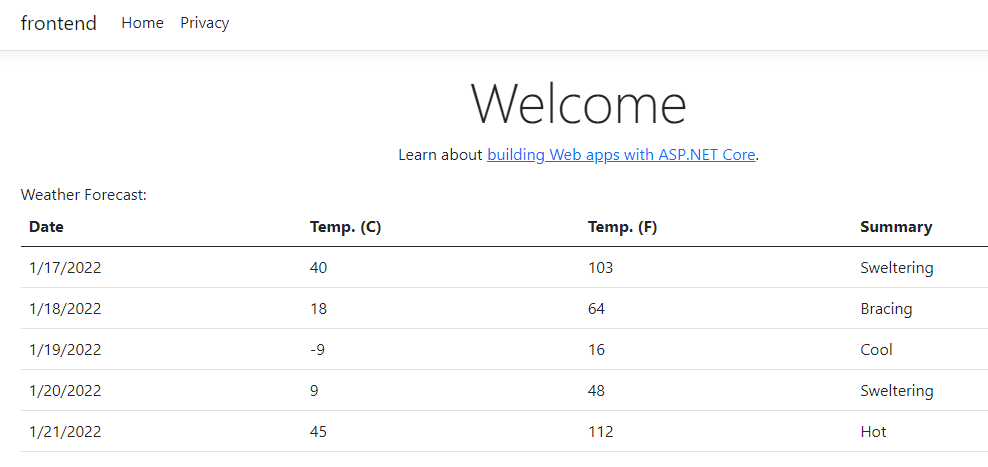 frontend Home Privacy
Welcome
Learn about building Web apps with ASP.NET Core.
Weather Forecast:
Date Temp. (C) Temp. (F) Summary
1/17/2022 40 103 Sweltering
1/18/2022 18 64 Bracing
1/19/2022 -9 16 Cool
1/20/2022 9 48 Sweltering
1/21/2022 45 112 Hot